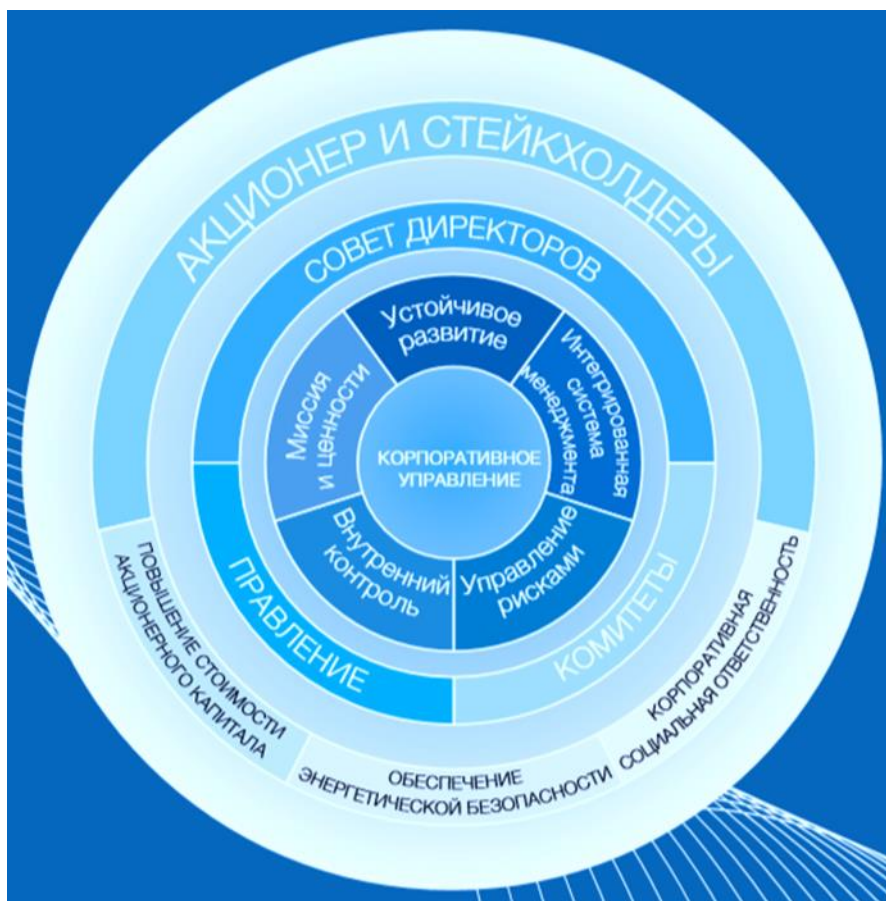 АКЦИОНЕР И СТЕЙКХОЛДЕРЫ
СОВЕТ ДИРЕКТОРОВ
Устойчивое
развитие
Интегрированная
система
менеджмента
Миссия
и ценности
КОРПОРАТИВНОЕ
УПРАВЛЕНИЕ
Внутренний
контроль
Управление
рисками
ПРАВЛЕНИЕ
КОМИТЕТЫ
ПОВЫШЕНИЕ СТОИМОСТИ
АКЦИОНЕРНОГО КАПИТАЛА
ОБЕСПЕЧЕНИЕ
ЭНЕРГЕТИЧЕСКОЙ БЕЗОПАСНОСТИ
КОРПОРАТИВНАЯ
СОЦИАЛЬНАЯ ОТВЕТСТВЕННОСТЬ